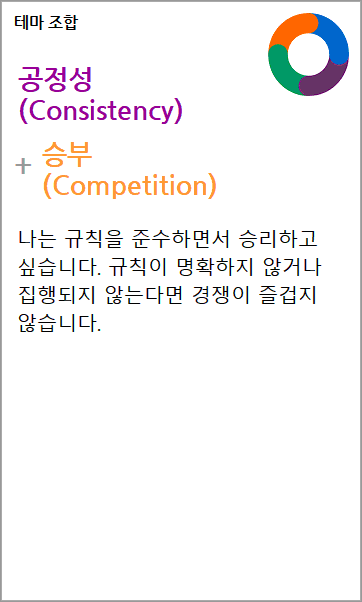 테마 조합
공정성
(Consistency)
+ 승부
(Competition)
나는 규칙을 준수하면서 승리하고
싶습니다. 규칙이 명확하지 않거나
집행되지 않는다면 경쟁이 즐겁지
않습니다.